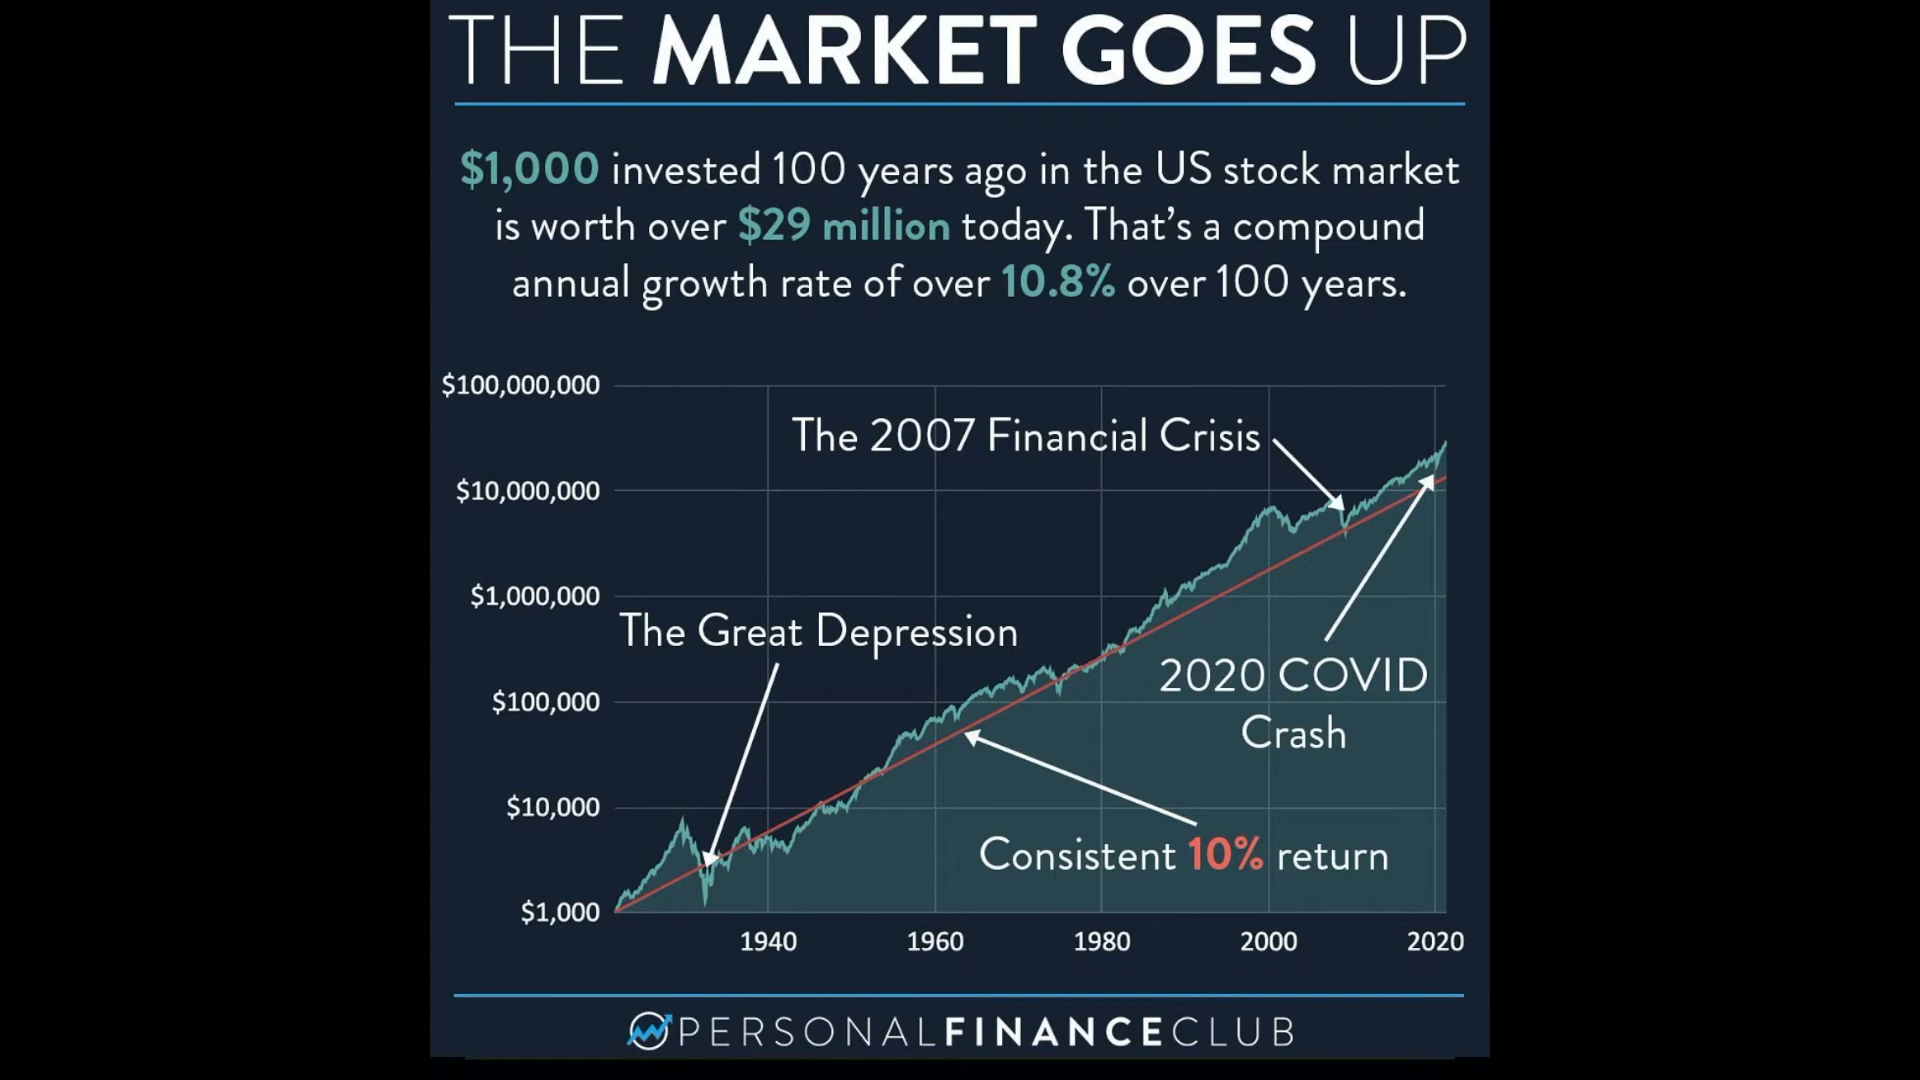 THE MARKET GOES UP
$1,000 invested 100 years ago in the US stock market
is worth over $29 million today. That's a compound
annual growth rate of over 10.8% over 100 years.
$100,000,000
The 2007 Financial Crisis
$10,000,000
$1,000,000
The Great Depression
2020 COVID
Crash
$100,000
$10,000
Consistent 10% return
$1,000
1940 1960 1980 2000 2020
PERSONALFINANCECLUB